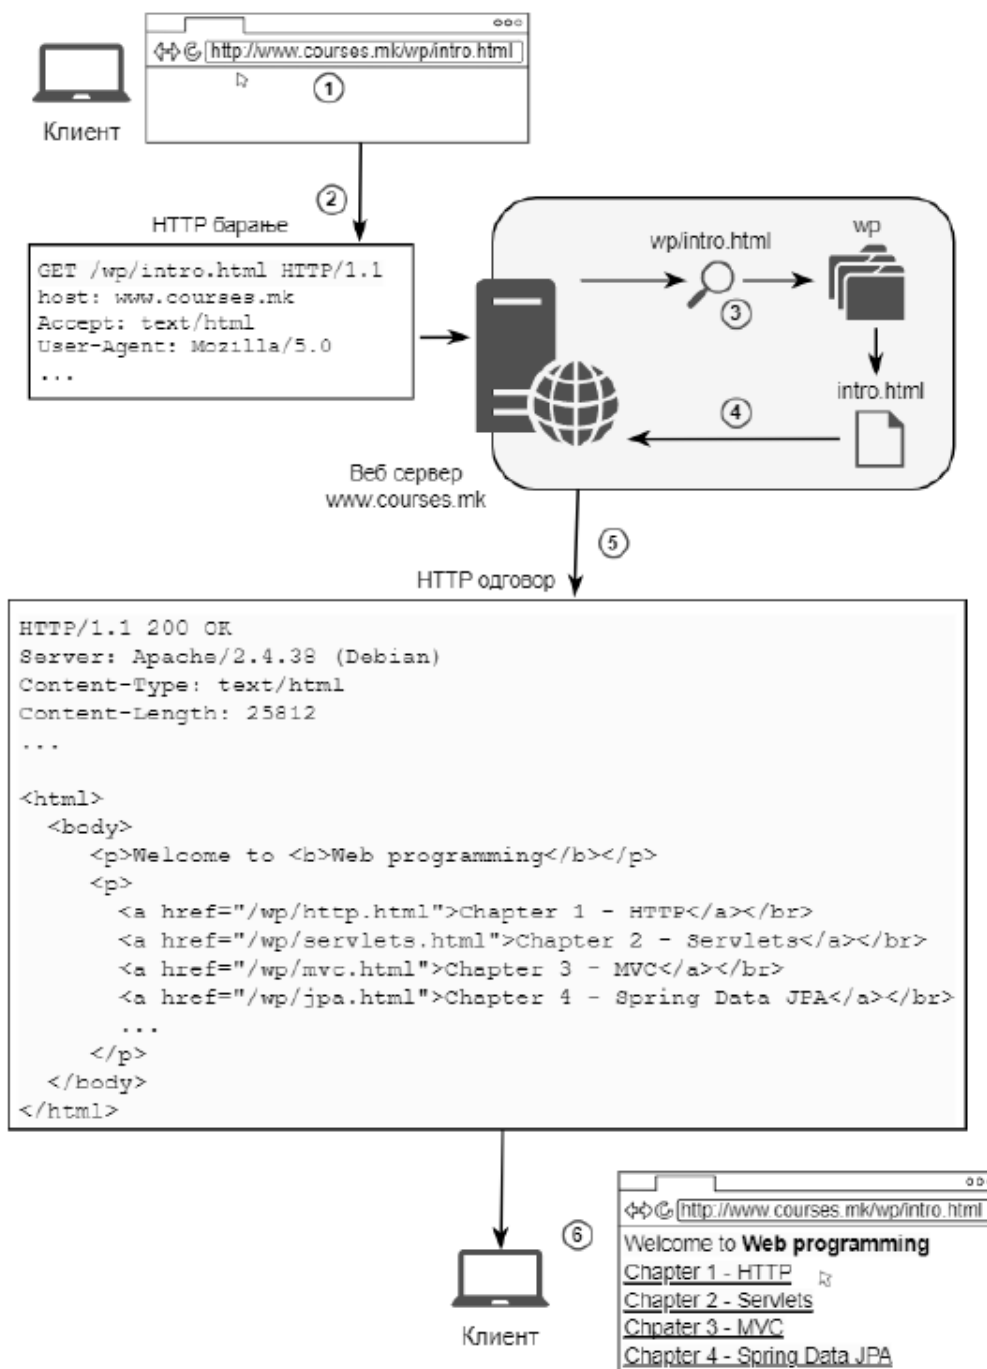 http://www.courses.mk/wp/intro.html
1
Клиент
2
HTTP барање
GET /wp/intro.html HTTP/1.1
host: www.courses.mk
Accept: text/html
User-Agent: Mozilla/5.0
...
wp/intro.html
wp
3
intro.html
4
Веб сервер
www.courses.mk
5
HTTP одговор
HTTP/1.1 200 OK
Server: Apache/2.4.38 (Debian)
Content-Type: text/html
Content-Length: 25812
...
<html>
<body>
<p>Welcome to <b>Web programming</b></p>
<p>
<a href="/wp/http.html">Chapter 1 - HTTP</a></br>
<a href="/wp/servlets.html">Chapter 2 - Servlets</a></br>
<a href="/wp/mvc.html">Chapter 3 - MVC</a></br>
<a href="/wp/jpa.html">Chapter 4 - Spring Data JPA</a></br>
...
</p>
</body>
</html>
6
http://www.courses.mk/wp/intro.html
Welcome to Web programming
Chapter 1 - HTTP
Chapter 2 - Servlets
Chpater 3 - MVC
Chapter 4 - Spring Data JPA
Клиент